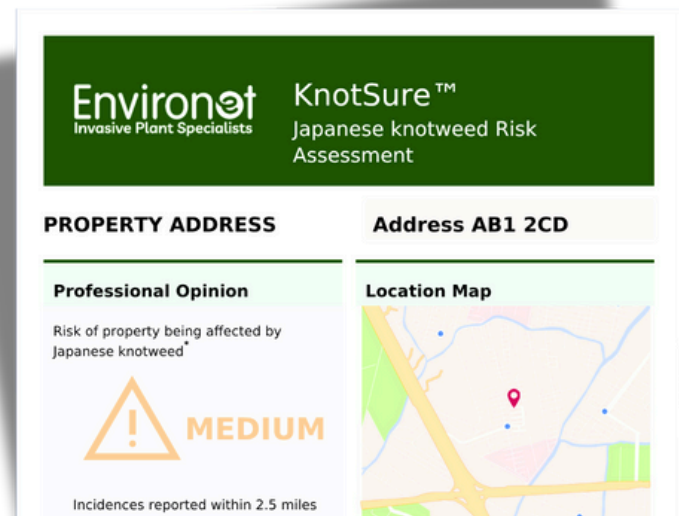 Environet
Invasive Plant Specialists
KnotSure™
Japanese knotweed Risk
Assessment
PROPERTY ADDRESS
Address AB1 2CD
Professional Opinion
Risk of property being affected by
Japanese knotweed*
MEDIUM
Incidences reported within 2.5 miles
Location Map